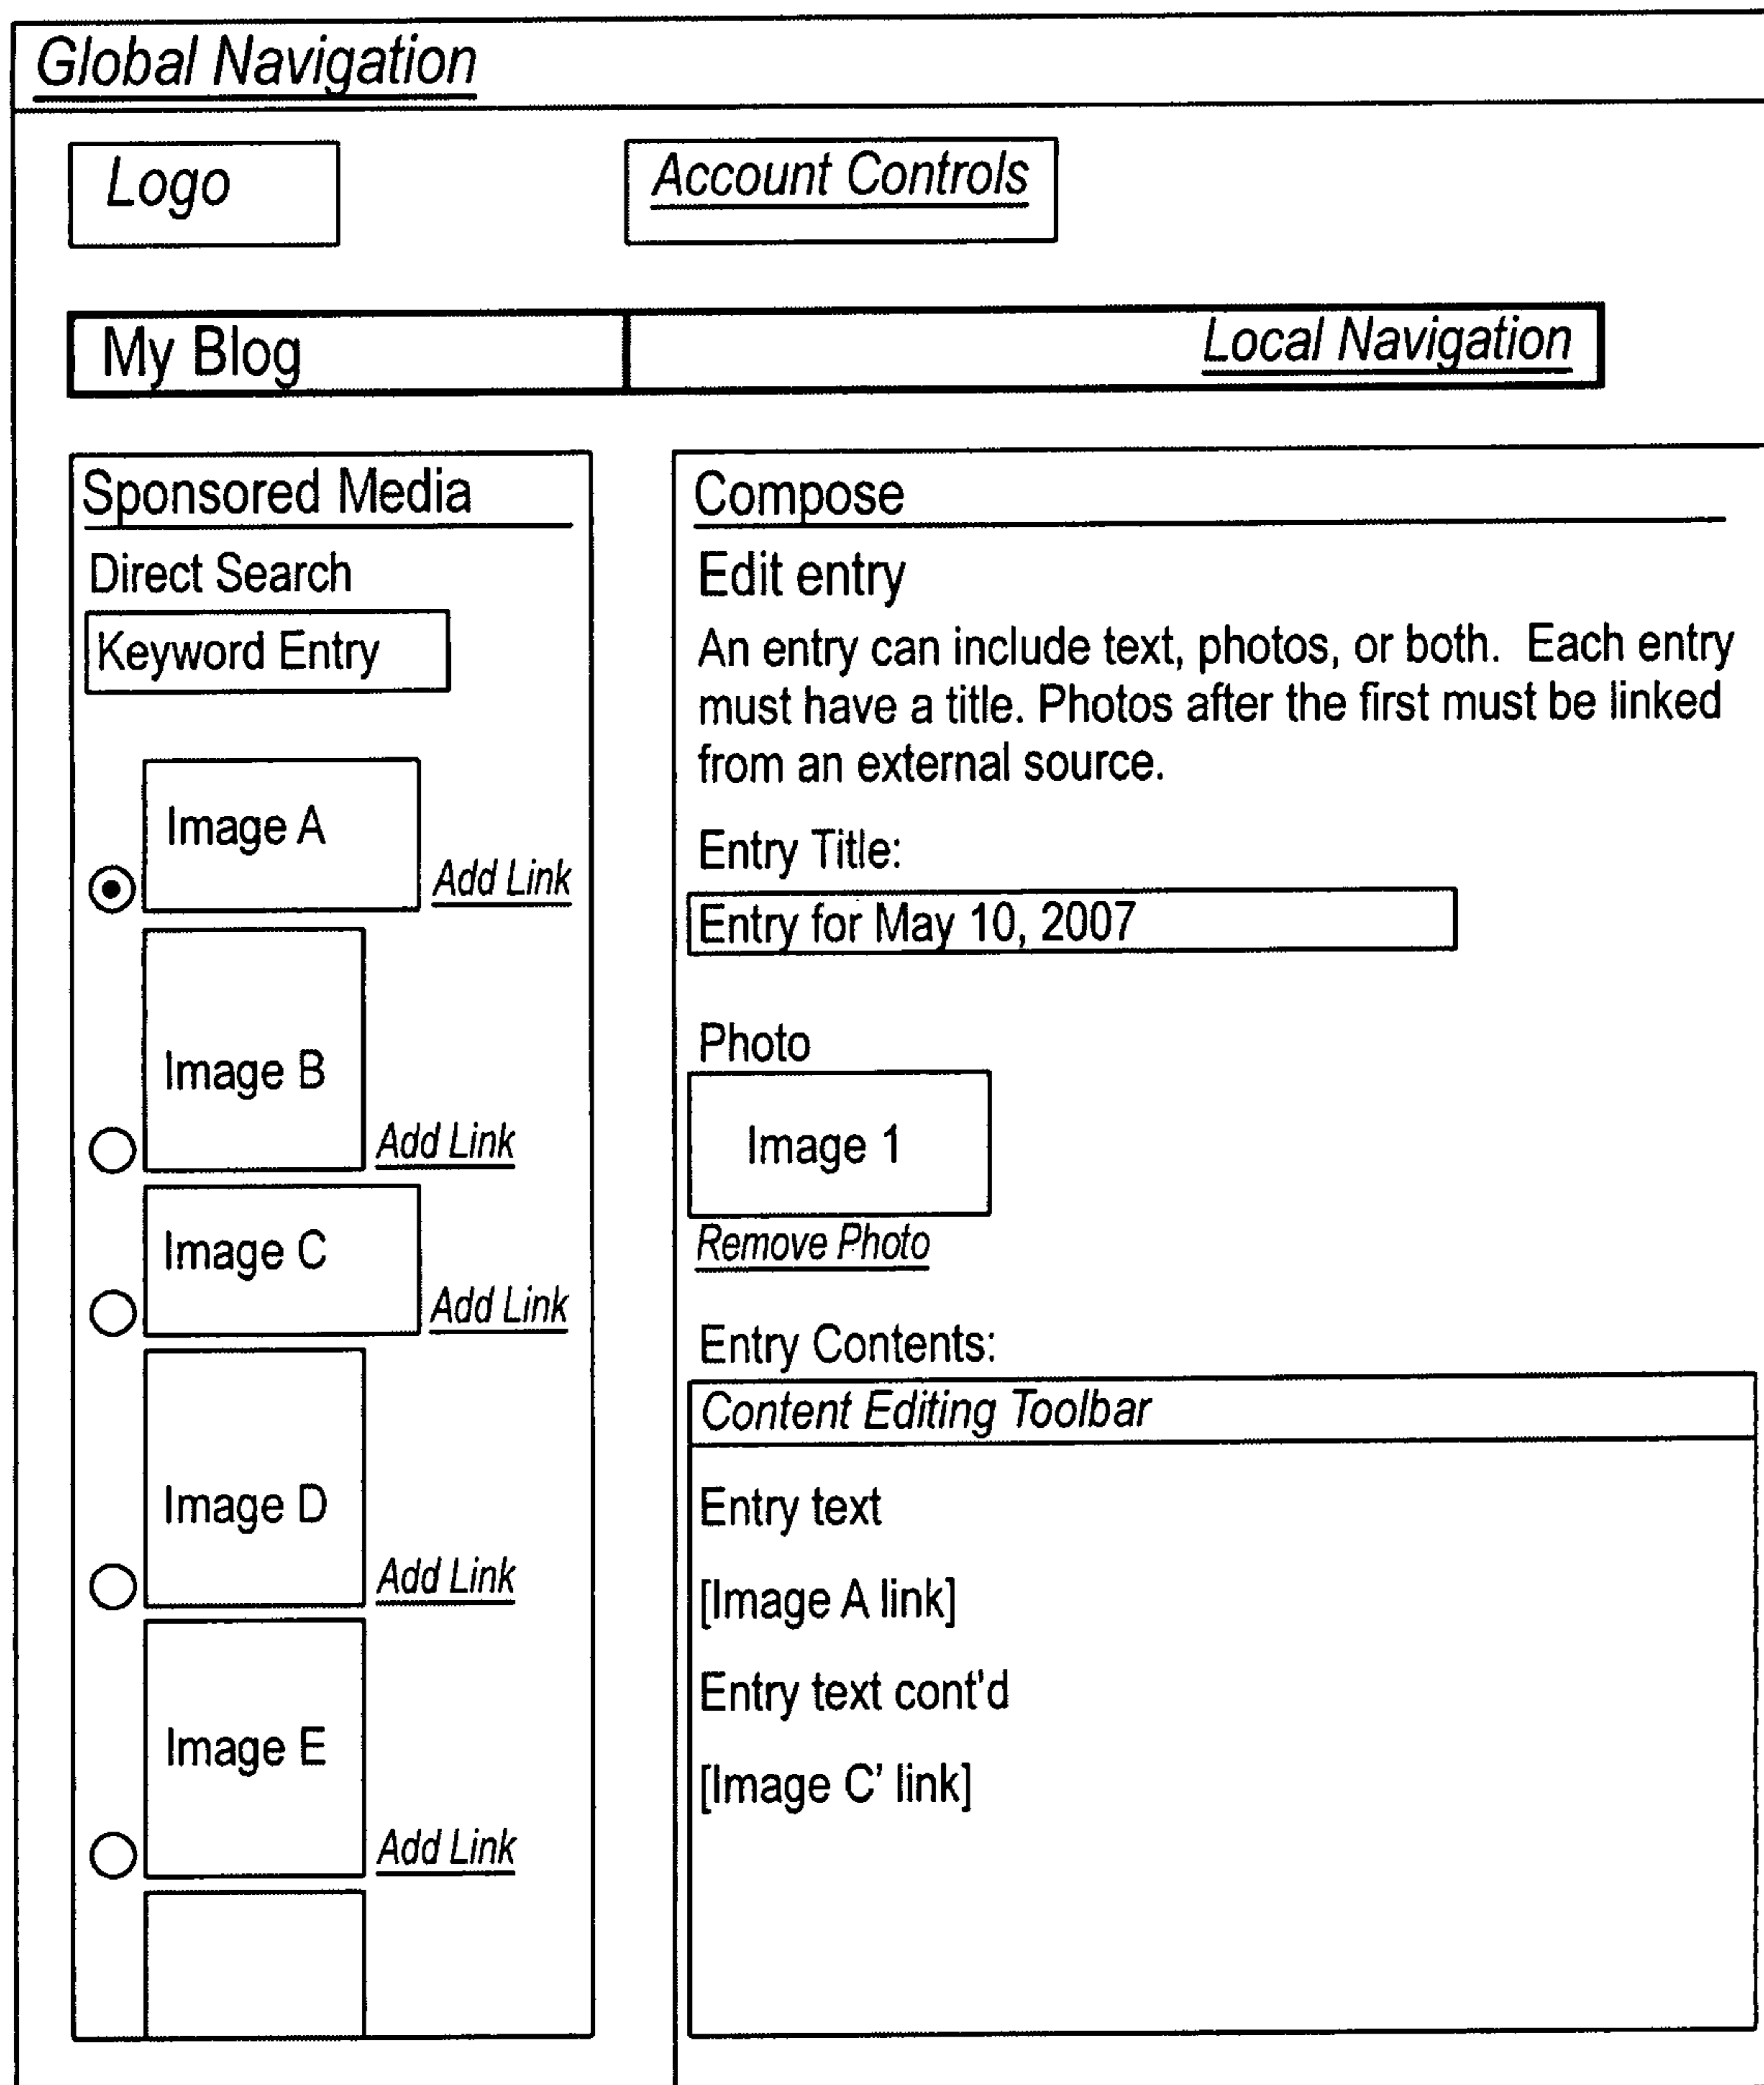 Global Navigation
Logo
Account Controls
My Blog
Local Navigation
Sponsored Media
Direct Search
Keyword Entry
Image A
Add Link
Image B
Add Link
Image C
Add Link
Image D
Add Link
Image E
Add Link
Compose
Edit entry
An entry can include text, photos, or both. Each entry
must have a title. Photos after the first must be linked
from an external source.
Entry Title:
Entry for May 10, 2007
Photo
Image 1
Remove Photo
Entry Contents:
Content Editing Toolbar
Entry text
[Image A link]
Entry text cont'd
[Image C' link]